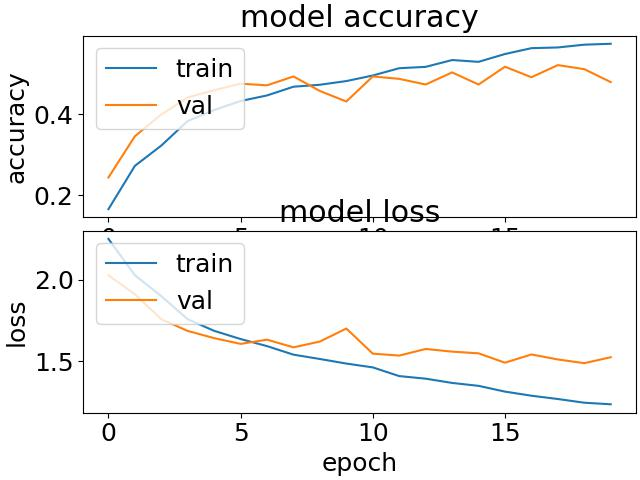 model accuracy
train
val
accuracy
0.4
0.2
model loss
train
val
loss
2.0
1.5
0 5 10 15
epoch